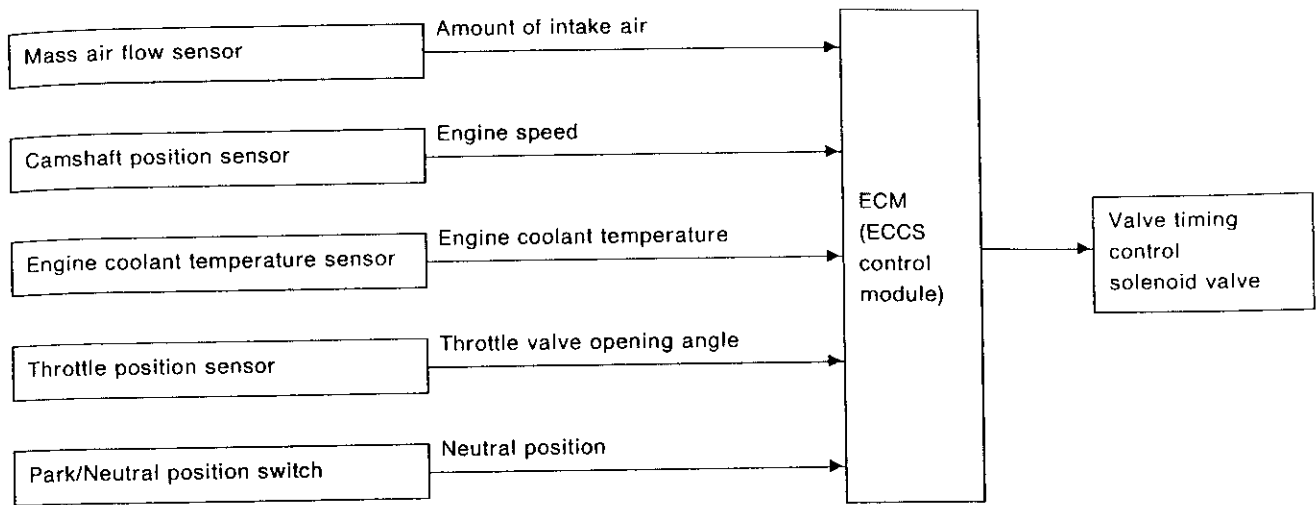 Mass air flow sensor
Amount of intake air
Camshaft position sensor
Engine speed
Engine coolant temperature sensor
Engine coolant temperature
Throttle position sensor
Throttle valve opening angle
Park/Neutral position switch
Neutral position
ECM
(ECCS
control
module)
Valve timing
control
solenoid valve